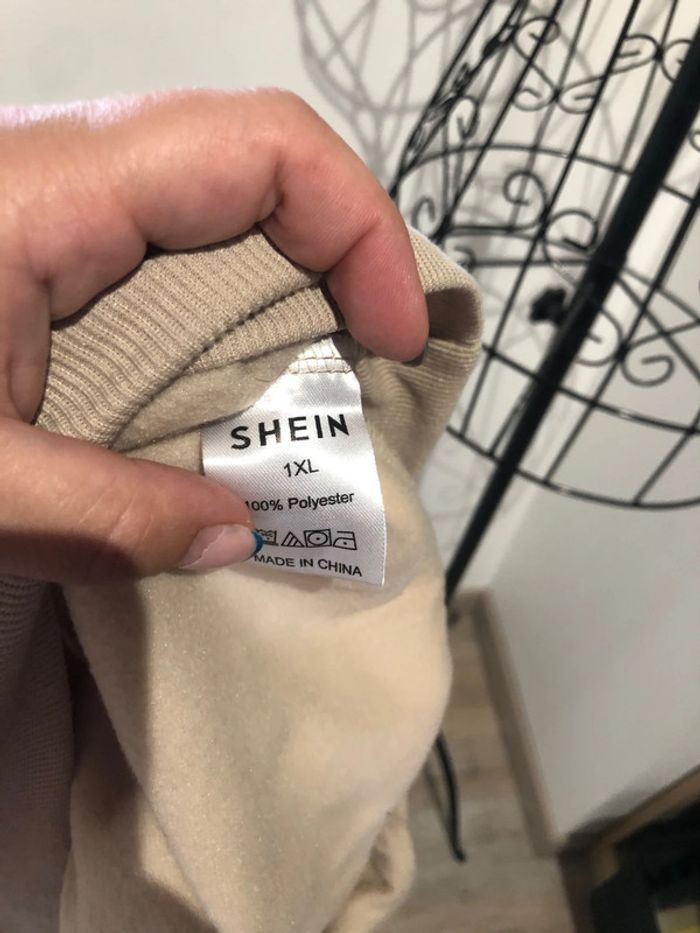 SHEIN
1XL
100% Polyester
MADE IN CHINA